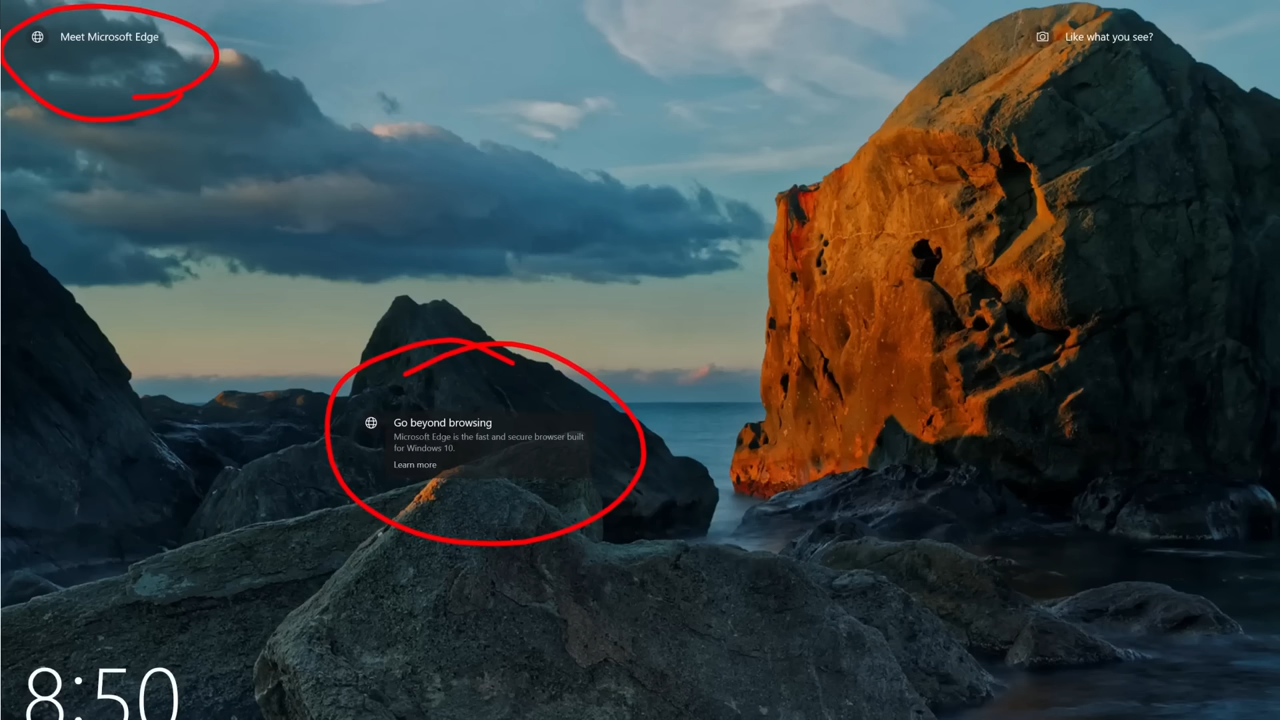 Meet Microsoft Edge
Like what you see?
Go beyond browsing
Microsoft Edge is the fast and secure browser built
for Windows 10.
Learn more
8:50